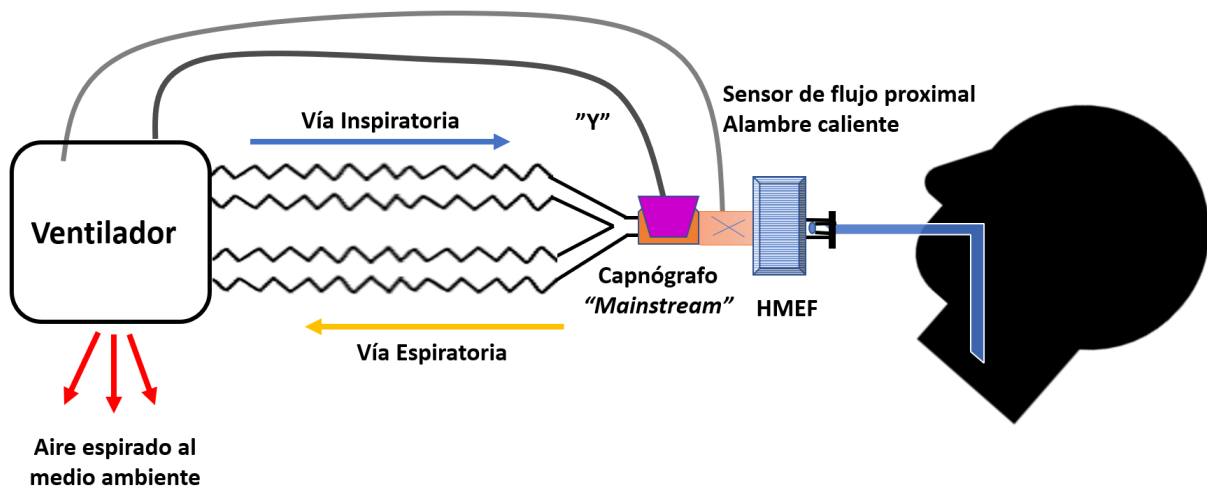 Sensor de flujo proximal
Alambre caliente
Vía Inspiratoria
”Y”
Ventilador
Capnógrafo
“Mainstream”
HMEF
Vía Espiratoria
Aire espirado al
medio ambiente